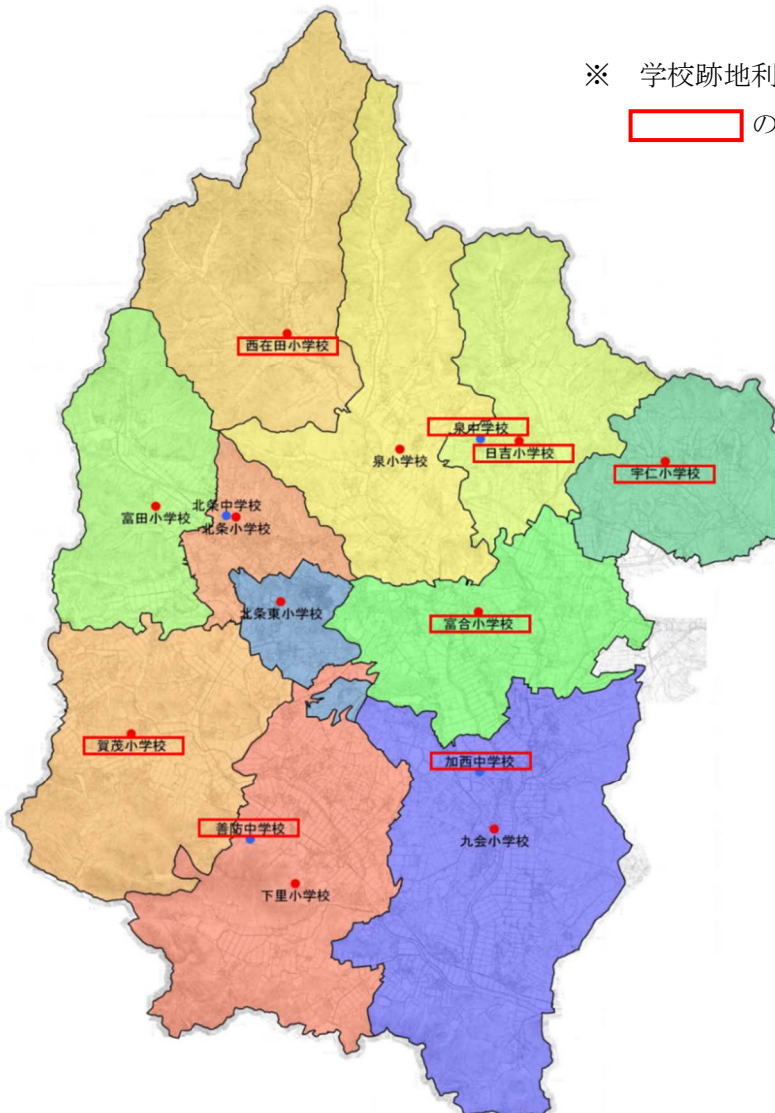 ※　学校跡地利
の
西在田小学校
泉中学校
泉小学校
日吉小学校
宇仁小学校
北条中学校
富田小学校
北条小学校
北条東小学校
富合小学校
賀茂小学校
加西中学校
善防中学校
九会小学校
下里小学校